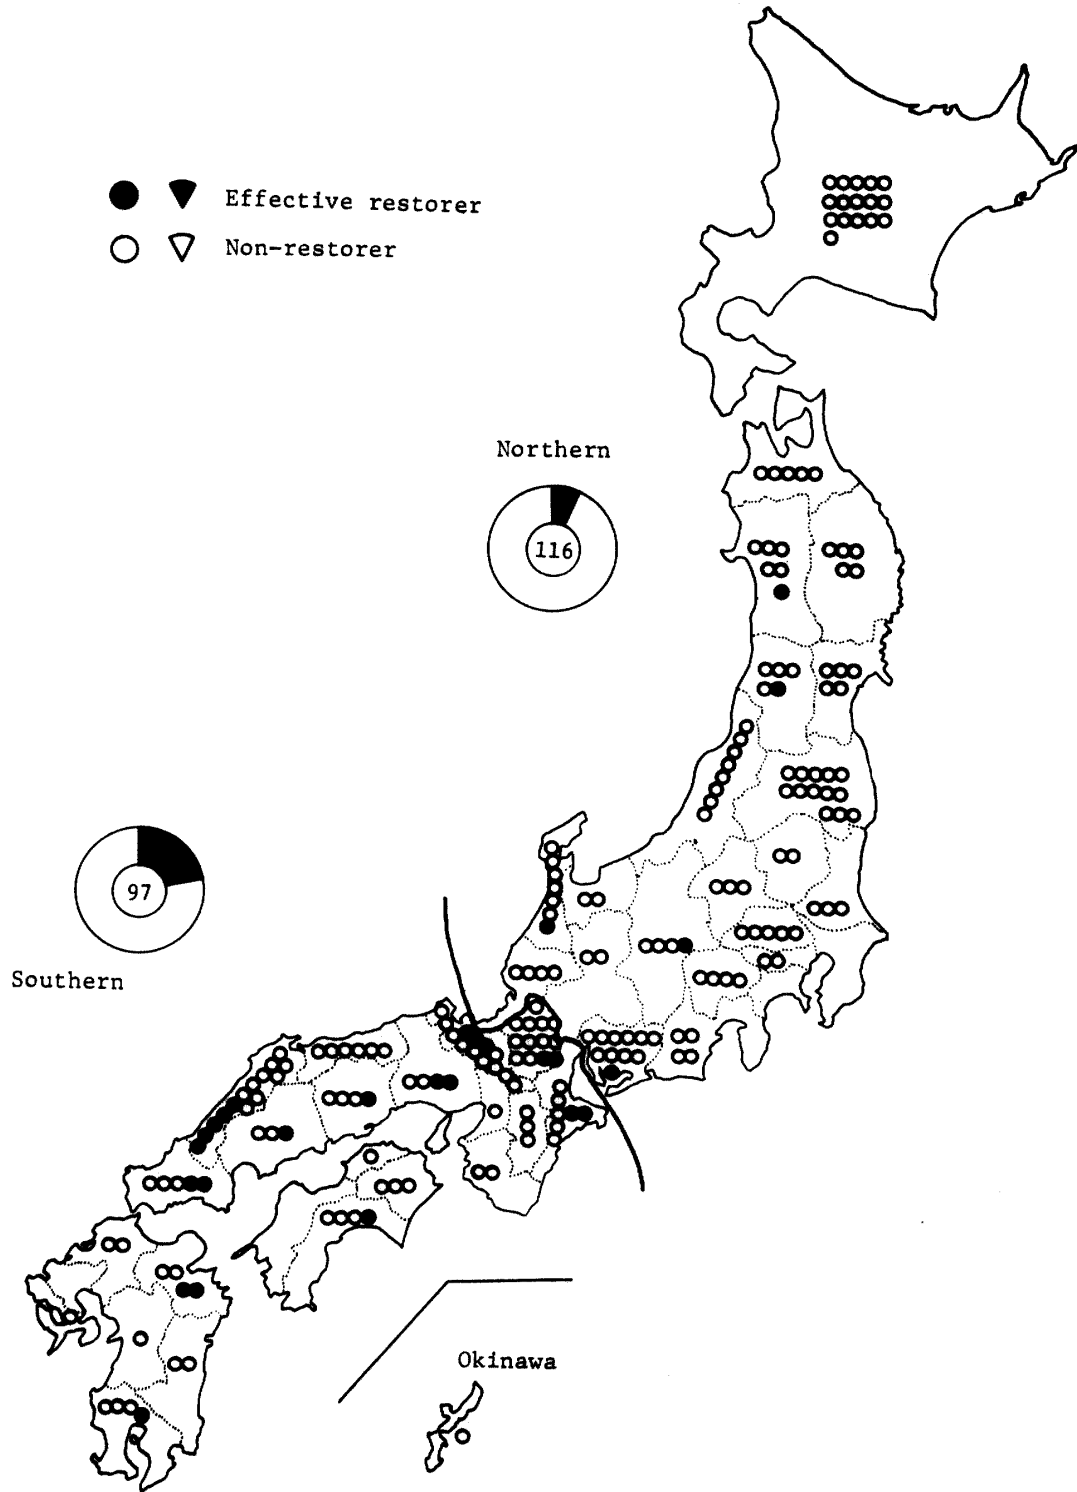 Effective restorer
Non-restorer
Northern
116
97
Southern
Okinawa